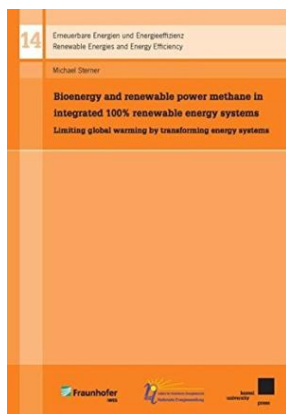 14
Erneuerbare Energien und Energieeffizienz
Renewable Energies and Energy Efficiency
Michael Sterner
Bioenergy and renewable power methane in
integrated 100% renewable energy systems
Limiting global warming by transforming energy systems
Fraunhofer
IWES
kassel
university
press